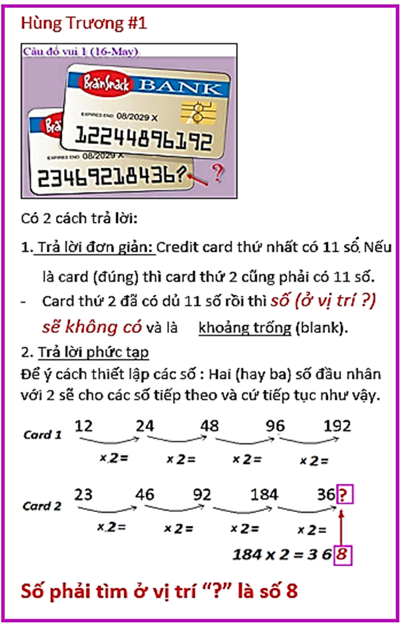 Hùng Trương #1
Câu đố vui 1 (16-May)
BrainSnack BANK
EXPIRES END 08/2029 X
12244896192
BrainSnack BA
EXPIRES END 08/2029 X
23469218436?
?
Có 2 cách trả lời:
1. Trả lời đơn giản: Credit card thứ nhất có 11 số. Nếu
là card (đúng) thì card thứ 2 cũng phải có 11 số.
- Card thứ 2 đã có dủ 11 số rồi thì số (ở vị trí ?)
sẽ không có và là khoảng trống (blank).
2. Trả lời phức tạp
Để ý cách thiết lập các số : Hai (hay ba) số đầu nhân
với 2 sẽ cho các số tiếp theo và cứ tiếp tục như vậy.
12 24 48 96 192
Card 1
x 2= x 2= x 2= x 2=
23 46 92 184 36?
Card 2
x 2= x 2= x 2= x 2=
184 x 2 = 3 6 8
Số phải tìm ở vị trí “?” là số 8